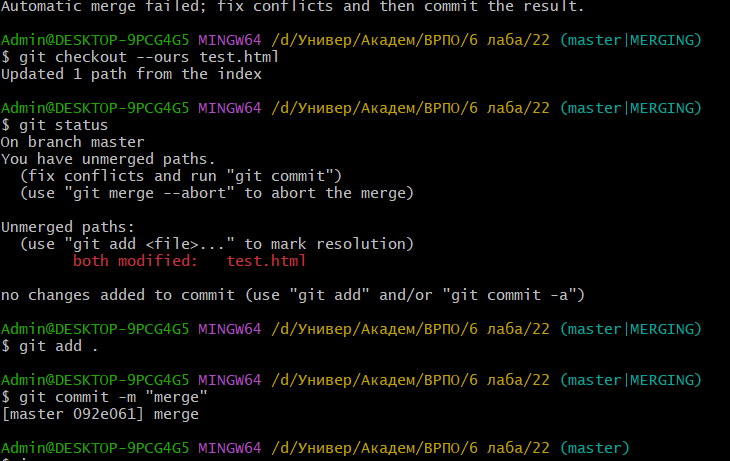 Automatic merge failed; fix conflicts and then commit the result.
Admin@DESKTOP-9PCG4G5 MINGW64 /d/Универ/Академ/ВРПО/6 лаба/22 (master|MERGING)
$ git checkout --ours test.html
Updated 1 path from the index
Admin@DESKTOP-9PCG4G5 MINGW64 /d/Универ/Академ/ВРПО/6 лаба/22 (master|MERGING)
$ git status
On branch master
You have unmerged paths.
  (fix conflicts and run "git commit")
  (use "git merge --abort" to abort the merge)
Unmerged paths:
  (use "git add <file>..." to mark resolution)
        both modified:   test.html
no changes added to commit (use "git add" and/or "git commit -a")
Admin@DESKTOP-9PCG4G5 MINGW64 /d/Универ/Академ/ВРПО/6 лаба/22 (master|MERGING)
$ git add .
Admin@DESKTOP-9PCG4G5 MINGW64 /d/Универ/Академ/ВРПО/6 лаба/22 (master|MERGING)
$ git commit -m "merge"
[master 092e061] merge
Admin@DESKTOP-9PCG4G5 MINGW64 /d/Универ/Академ/ВРПО/6 лаба/22 (master)